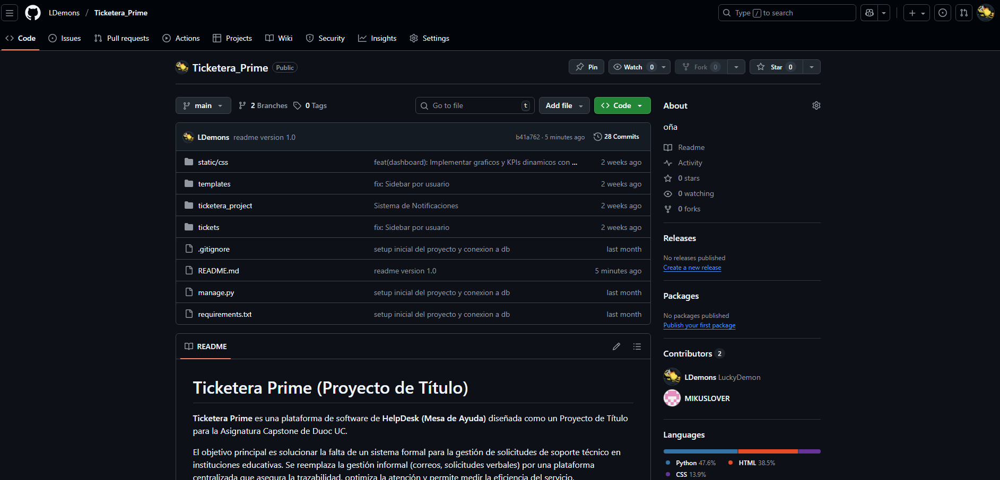 LDemons / Ticketera_Prime
Type / to search
Code Issues Pull requests Actions Projects Wiki Security Insights Settings
Ticketera_Prime Public
Pin Watch 0 Fork 0 Star 0
main 2 Branches 0 Tags
Go to file t Add file Code
LDemons readme version 1.0 b41a762 · 5 minutes ago 28 Commits
static/css feat(dashboard): Implementar graficos y KPIs dinamicos con ... 2 weeks ago
templates fix: Sidebar por usuario 2 weeks ago
ticketera_project Sistema de Notificaciones 2 weeks ago
tickets fix: Sidebar por usuario 2 weeks ago
.gitignore setup inicial del proyecto y conexion a db last month
README.md readme version 1.0 5 minutes ago
manage.py setup inicial del proyecto y conexion a db last month
requirements.txt setup inicial del proyecto y conexion a db last month
README
Ticketera Prime (Proyecto de Título)
Ticketera Prime es una plataforma de software de HelpDesk (Mesa de Ayuda) diseñada como un Proyecto de Título
para la Asignatura Capstone de Duoc UC.
El objetivo principal es solucionar la falta de un sistema formal para la gestión de solicitudes de soporte técnico en
instituciones educativas. Se reemplaza la gestión informal (correos, solicitudes verbales) por una plataforma
centralizada que asegura la trazabilidad, optimiza la atención y permite medir la eficiencia del servicio.
About
oña
Readme
Activity
0 stars
0 watching
0 forks
Releases
No releases published
Create a new release
Packages
No packages published
Publish your first package
Contributors 2
LDemons LuckyDemon
MIKUSLOVER
Languages
Python 47.6% HTML 38.5%
CSS 13.9%